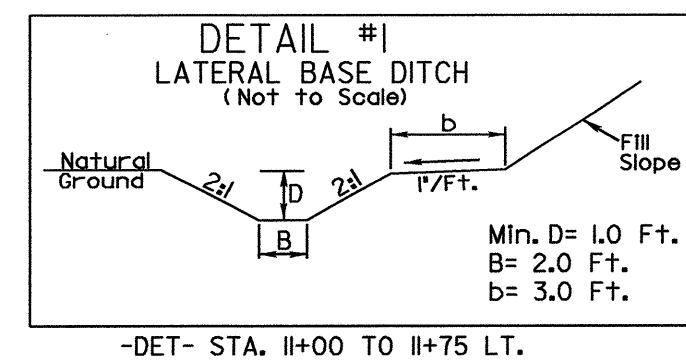 DETAIL #1
LATERAL BASE DITCH
(Not to Scale)
b
Natural
Ground
2:1
D
2:1
1"/Ft.
Fill
Slope
B
Min. D= 1.0 Ft.
B= 2.0 Ft.
b= 3.0 Ft.
-DET- STA. 11+00 TO 11+75 LT.